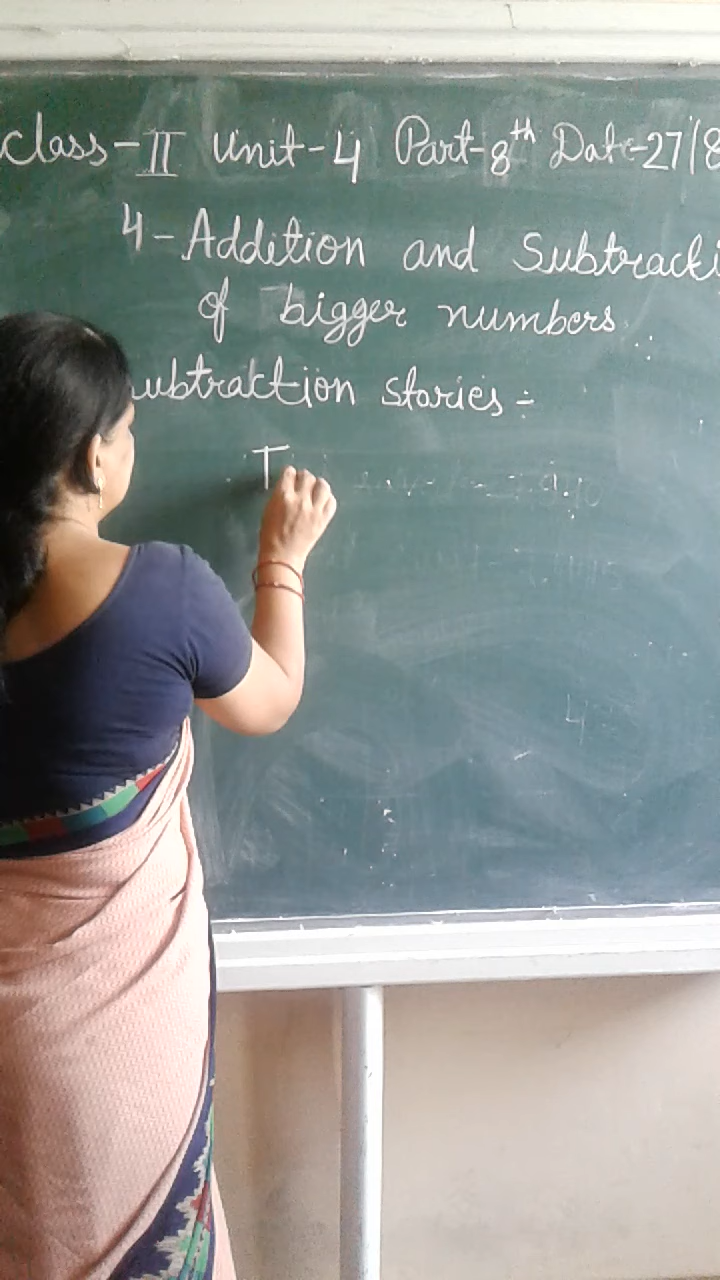 class-II Unit-4 Part-8th Date-27/8
4-Addition and Subtracti
of bigger numbers
ubtraction stories:-
T